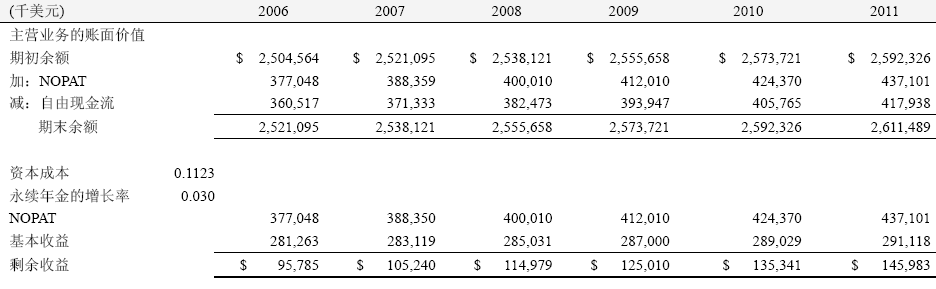 (千美元) 2006 2007 2008 2009 2010 2011
主营业务的账面价值
期初余额 $ 2,504,564 $ 2,521,095 $ 2,538,121 $ 2,555,658 $ 2,573,721 $ 2,592,326
加: NOPAT 377,048 388,359 400,010 412,010 424,370 437,101
减: 自由现金流 360,517 371,333 382,473 393,947 405,765 417,938
期末余额 2,521,095 2,538,121 2,555,658 2,573,721 2,592,326 2,611,489
资本成本 0.1123
永续年金的增长率 0.030
NOPAT 377,048 388,350 400,010 412,010 424,370 437,101
基本收益 281,263 283,119 285,031 287,000 289,029 291,118
剩余收益 $ 95,785 $ 105,240 $ 114,979 $ 125,010 $ 135,341 $ 145,983